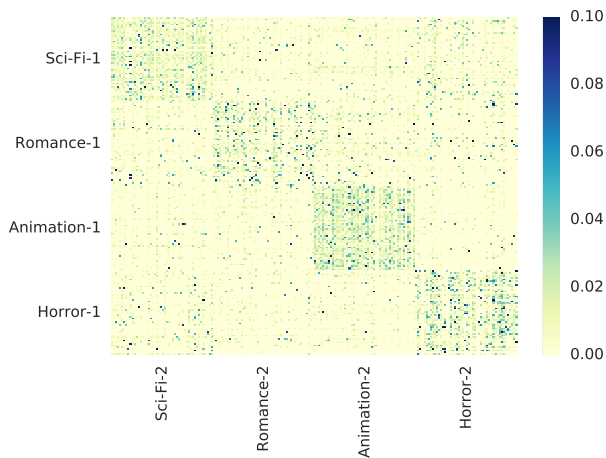 Sci-Fi-1
Romance-1
Animation-1
Horror-1
Sci-Fi-2
Romance-2
Animation-2
Horror-2
0.10
0.08
0.06
0.04
0.02
0.00